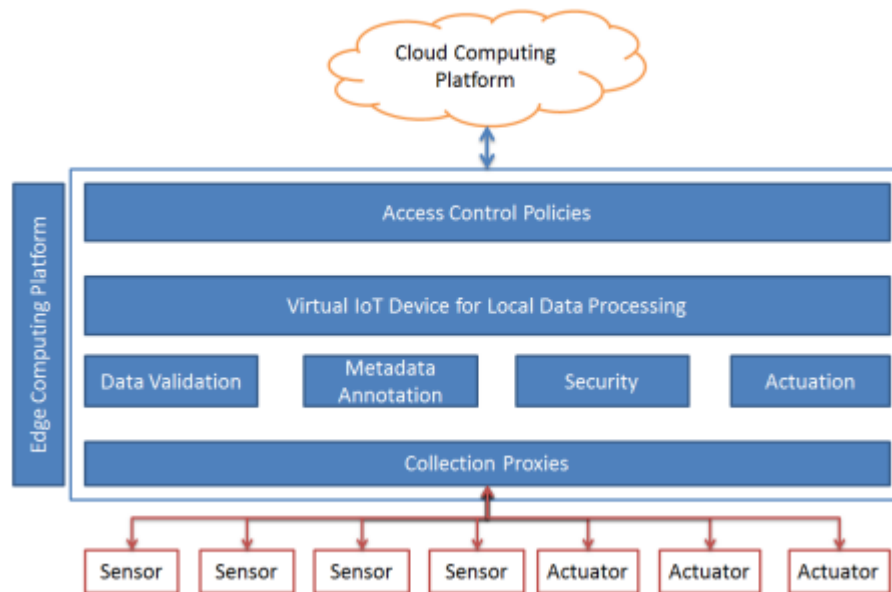 Cloud Computing
Platform
Edge Computing Platform
Access Control Policies
Virtual IoT Device for Local Data Processing
Data Validation
Metadata
Annotation
Security
Actuation
Collection Proxies
Sensor
Sensor
Sensor
Sensor
Actuator
Actuator
Actuator